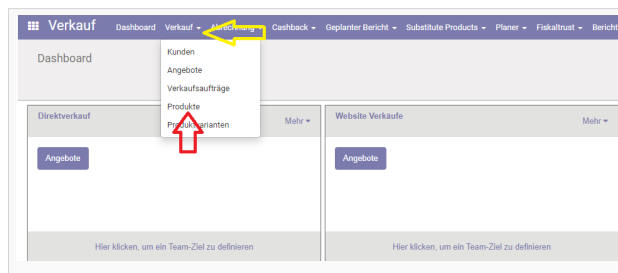 Verkauf Dashboard Verkauf Abrechnung Cashback Geplanter Bericht Substitute Products Planer Fiskaltrust Bericht
Dashboard
Kunden
Angebote
Verkaufsaufträge
Produkte
Produktvarianten
Direktverkauf Mehr
Website Verkäufe Mehr
Angebote
Angebote
Hier klicken, um ein Team-Ziel zu definieren
Hier klicken, um ein Team-Ziel zu definieren